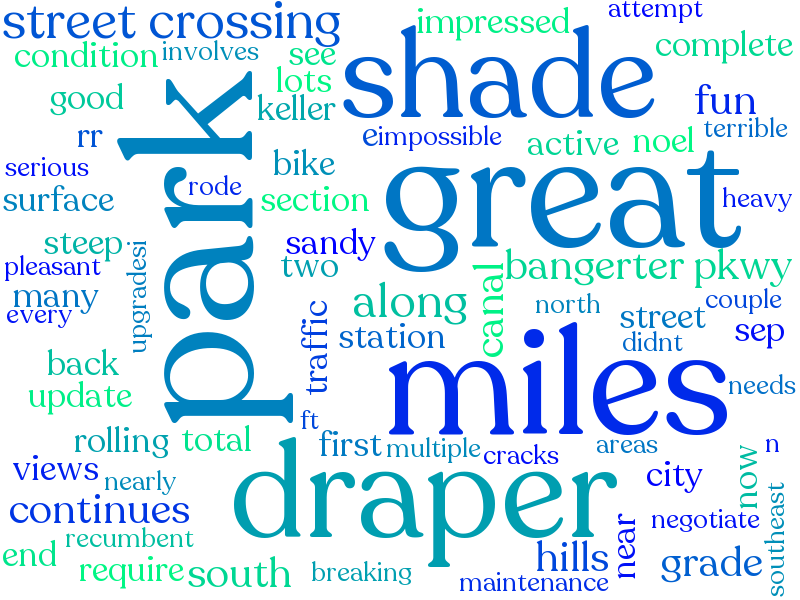 street crossing
impressed
attempt
condition
involves
see
shade
complete
lots
good
keller
fun
park
rr
eimpossible
active
noel
terrible
serious
bike
great
rode
section
heavy
surface
steep
sandy
pleasant
two
bangerter pkwy
upgradesi
many
along
canal
north
couple
every
traffic
station
street
sep
didnt
back
miles
needs
update
ft
rolling
total
first
multiple
cracks
areas
n
views
nearly
draper
city
now
continues
negotiate
near
southeast
recumbent
end
require
south
breaking
hills
grade
maintenance